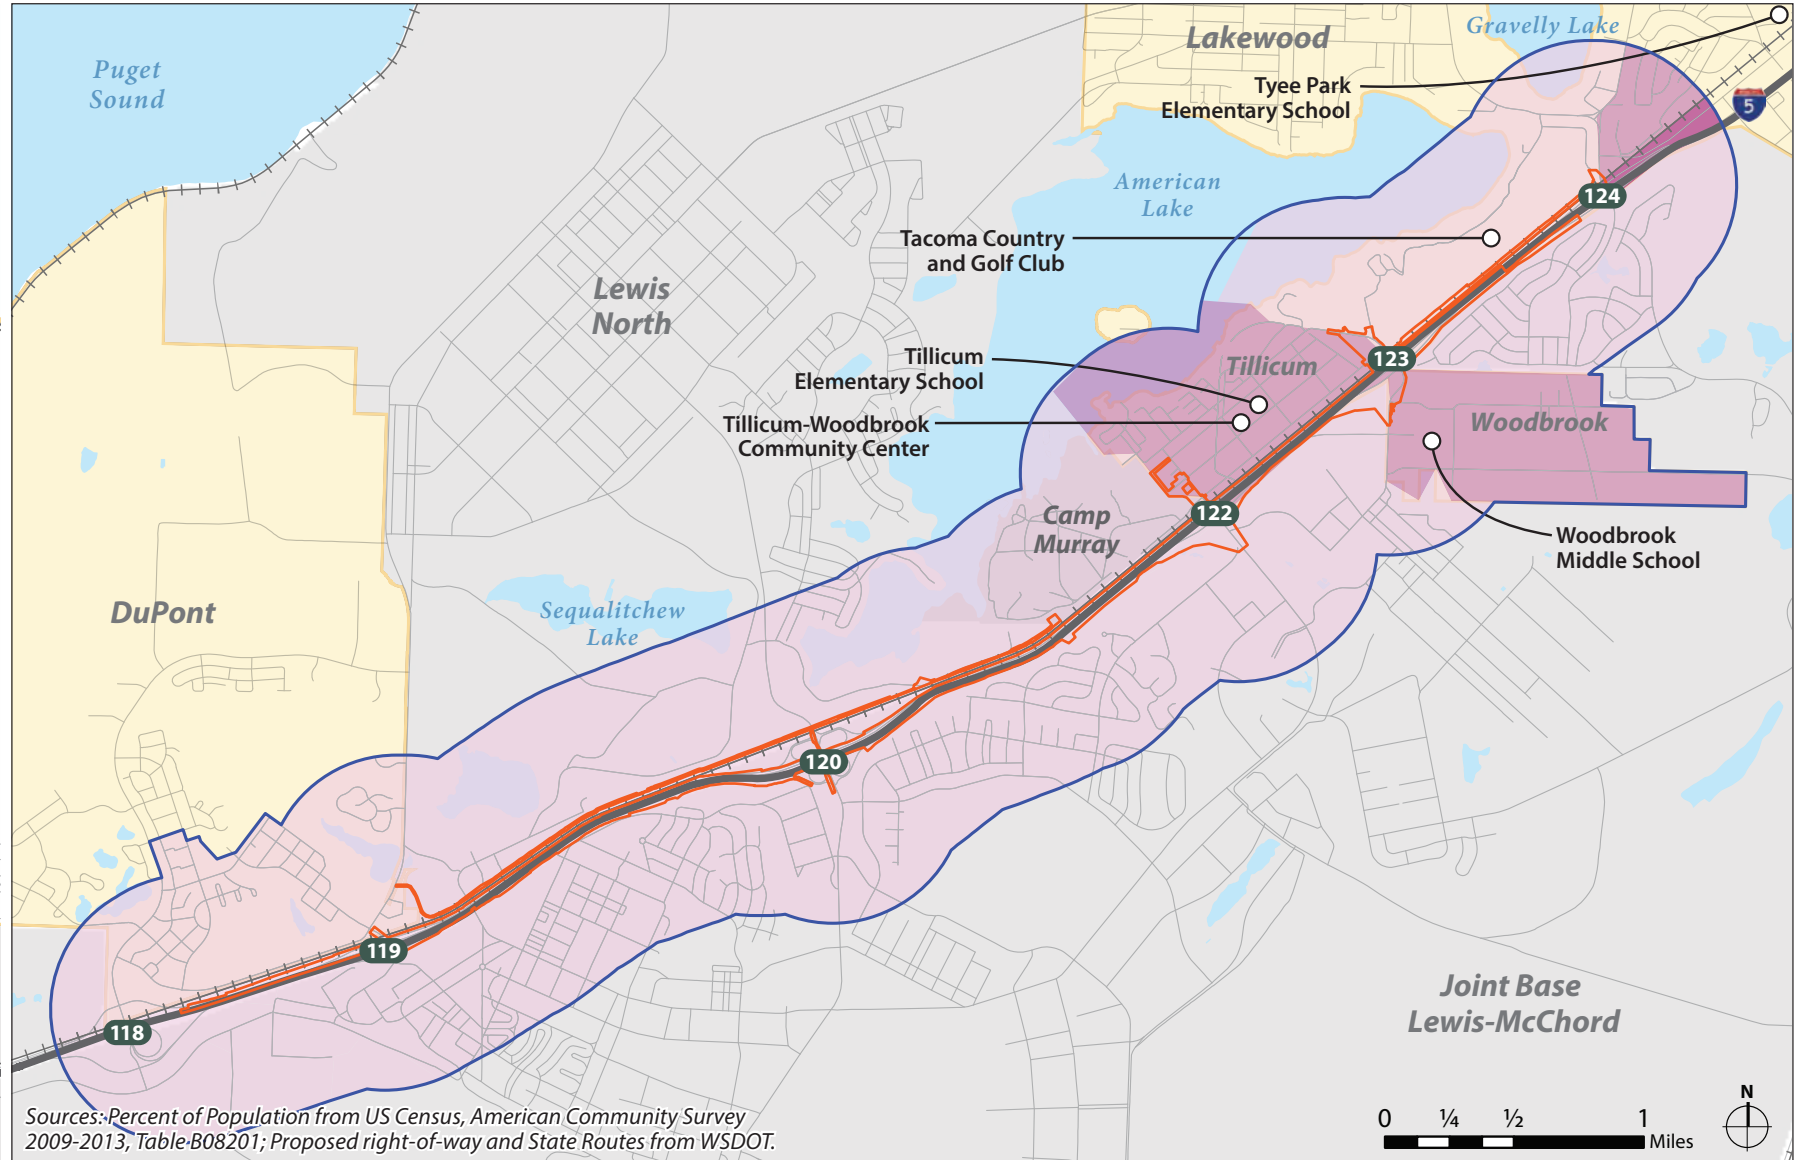 Puget
Sound
Lakewood
Gravelly Lake
Tyee Park
Elementary School
5
American
Lake
124
Tacoma Country
and Golf Club
Lewis
North
Tillicum
Elementary School
Tillicum
123
Tillicum-Woodbrook
Community Center
Woodbrook
Camp
Murray
122
Woodbrook
Middle School
DuPont
Sequalitchew
Lake
120
119
118
Joint Base
Lewis-McChord
Sources: Percent of Population from US Census, American Community Survey
2009-2013, Table B08201; Proposed right-of-way and State Routes from WSDOT.
0 ¼ ½ 1
Miles
N